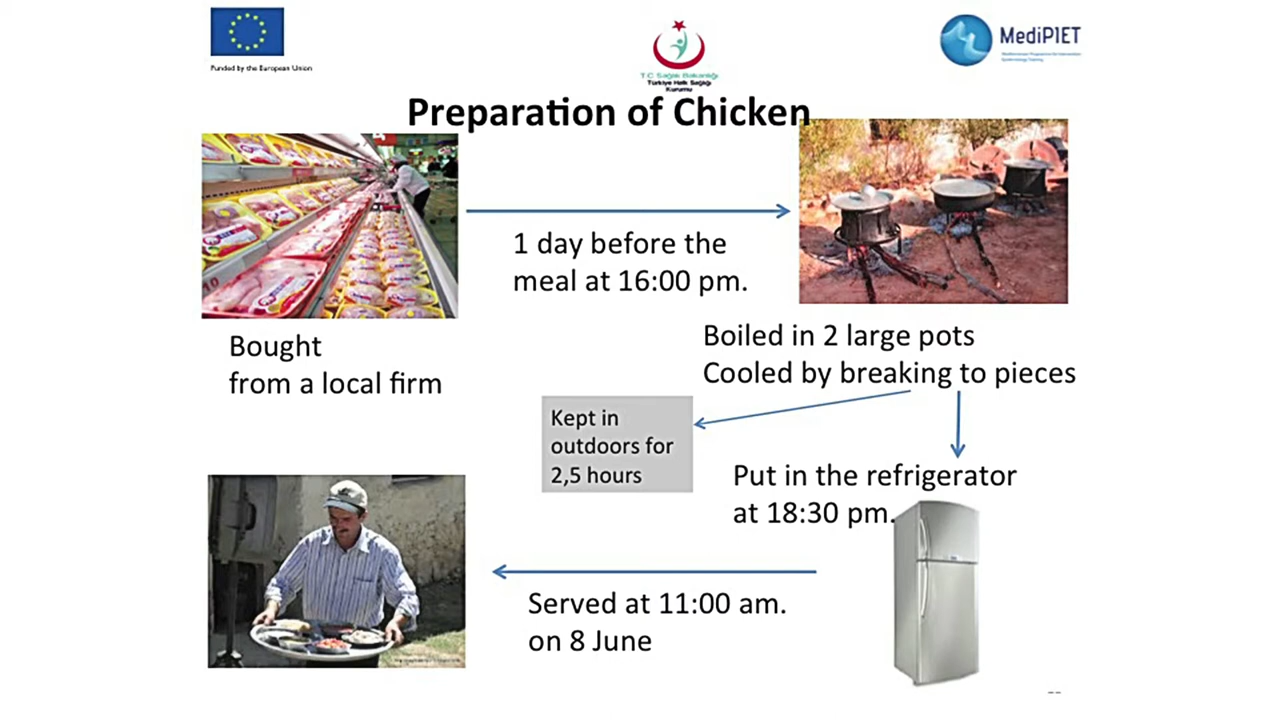 Funded by the European Union
T.C. Sağlık Bakanlığı
Türkiye Halk Sağlığı
Kurumu
MediPIET
Preparation of Chicken
1 day before the
meal at 16:00 pm.
Bought
from a local firm
Boiled in 2 large pots
Cooled by breaking to pieces
Kept in
outdoors for
2,5 hours
Put in the refrigerator
at 18:30 pm.
Served at 11:00 am.
on 8 June